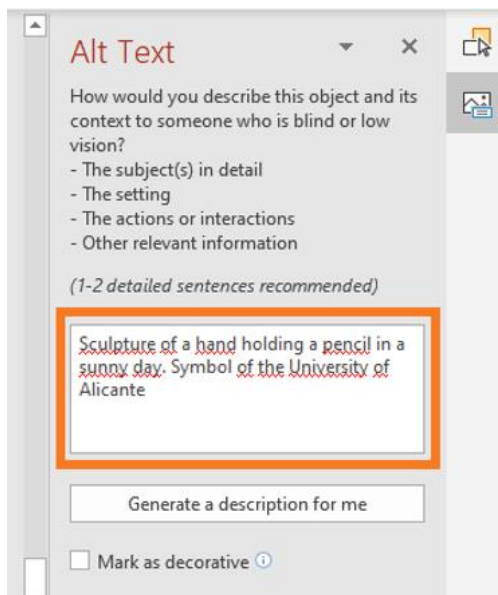 Alt Text
How would you describe this object and its
context to someone who is blind or low
vision?
- The subject(s) in detail
- The setting
- The actions or interactions
- Other relevant information
(1-2 detailed sentences recommended)
Sculpture of a hand holding a pencil in a
sunny day. Symbol of the University of
Alicante
Generate a description for me
Mark as decorative